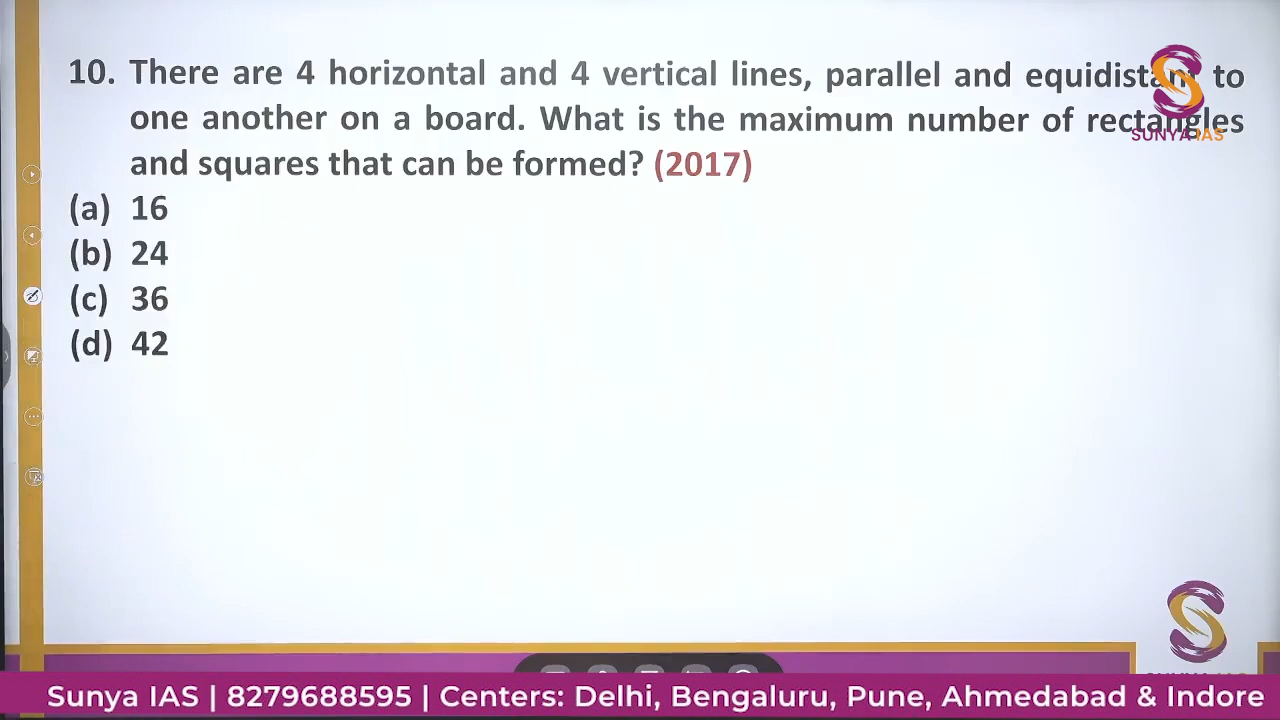 10. There are 4 horizontal and 4 vertical lines, parallel and equidistant to
one another on a board. What is the maximum number of rectangles
and squares that can be formed? (2017)
(a) 16
(b) 24
(c) 36
(d) 42
SUNYA IAS
Sunya IAS | 8279688595 | Centers: Delhi, Bengaluru, Pune, Ahmedabad & Indore